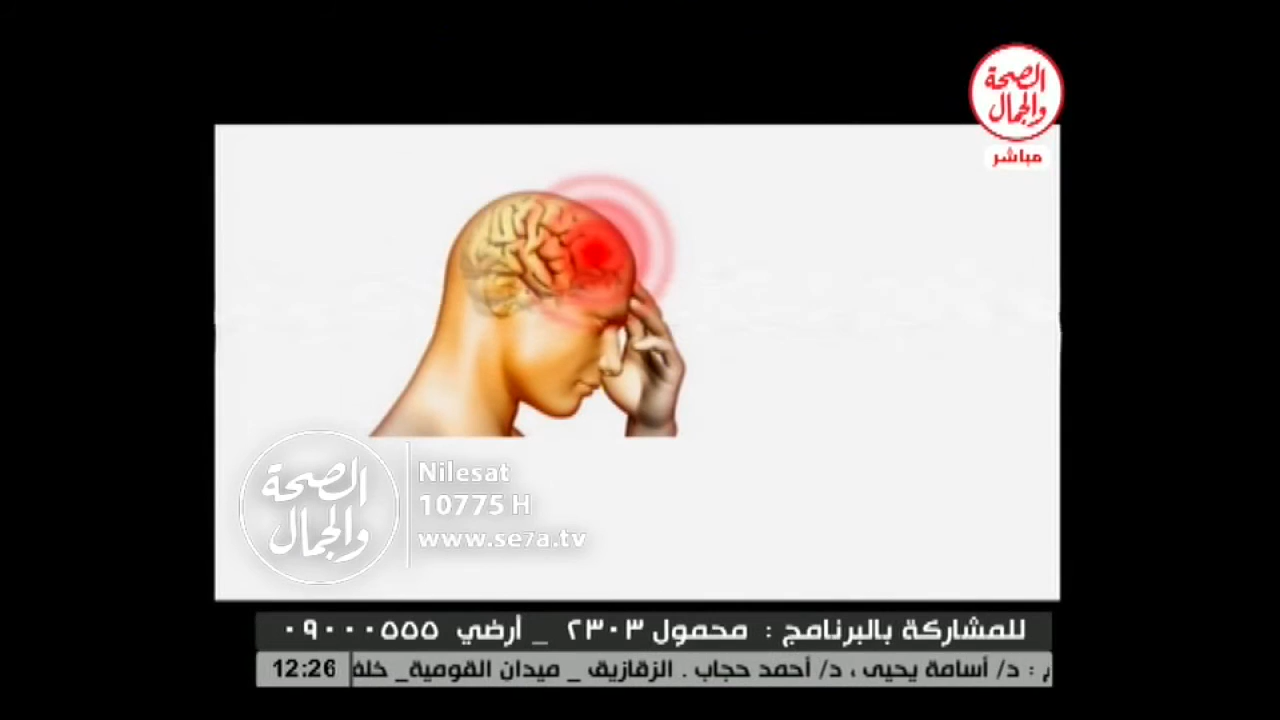 الصحة
والجمال
مباشر
الصحة
والجمال
Nilesat
10775 H
www.se7a.tv
للمشاركة بالبرنامج : محمول ٢٣٠٣ _ أرضي ٠٩٠٠٠٥٥٥
: د/ أسامة يحيى ، د/ أحمد حجاب . الزقازيق _ ميدان القومية_ خلف
12:26